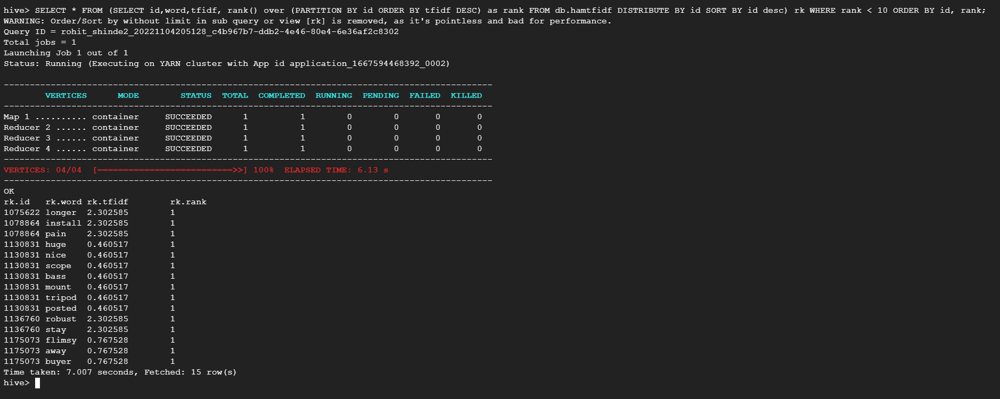 hive> SELECT * FROM (SELECT id,word,tfidf, rank() over (PARTITION BY id ORDER BY tfidf DESC) as rank FROM db.hamtfidf DISTRIBUTE BY id SORT BY id desc) rk WHERE rank < 10 ORDER BY id, rank;
WARNING: Order/Sort by without limit in sub query or view [rk] is removed, as it's pointless and bad for performance.
Query ID = rohit_shinde2_20221104205128_c4b967b7-ddb2-4e46-80e4-6e36af2c8302
Total jobs = 1
Launching Job 1 out of 1
Status: Running (Executing on YARN cluster with App id application_1667594468392_0002)
----------------------------------------------------------------------------------------------
        VERTICES      MODE        STATUS  TOTAL  COMPLETED  RUNNING  PENDING  FAILED  KILLED
----------------------------------------------------------------------------------------------
Map 1 .......... container     SUCCEEDED      1          1        0        0       0       0
Reducer 2 ...... container     SUCCEEDED      1          1        0        0       0       0
Reducer 3 ...... container     SUCCEEDED      1          1        0        0       0       0
Reducer 4 ...... container     SUCCEEDED      1          1        0        0       0       0
----------------------------------------------------------------------------------------------
VERTICES: 04/04  [==========================>>] 100%  ELAPSED TIME: 6.13 s
----------------------------------------------------------------------------------------------
OK
rk.id   rk.word rk.tfidf        rk.rank
1075622 longer  2.302585        1
1078864 install 2.302585        1
1078864 pain    2.302585        1
1130831 huge    0.460517        1
1130831 nice    0.460517        1
1130831 scope   0.460517        1
1130831 bass    0.460517        1
1130831 mount   0.460517        1
1130831 tripod  0.460517        1
1130831 posted  0.460517        1
1136760 robust  2.302585        1
1136760 stay    2.302585        1
1175073 flimsy  0.767528        1
1175073 away    0.767528        1
1175073 buyer   0.767528        1
Time taken: 7.007 seconds, Fetched: 15 row(s)
hive>